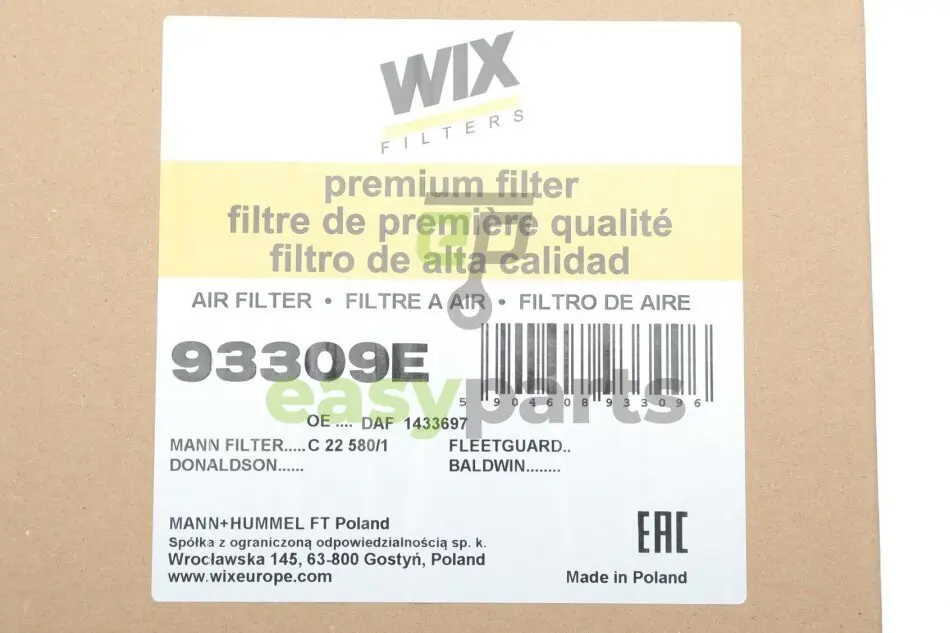 WIX
FILTERS
premium filter
filtre de première qualité
filtro de alta calidad
AIR FILTER • FILTRE A AIR • FILTRO DE AIRE
93309E
5 904608 933096
easyparts
OE .... DAF 1433697
MANN FILTER.....C 22 580/1 FLEETGUARD..
DONALDSON...... BALDWIN........
MANN+HUMMEL FT Poland
Spółka z ograniczoną odpowiedzialnością sp. k.
Wrocławska 145, 63-800 Gostyń, Poland
www.wixeurope.com
EAC
Made in Poland